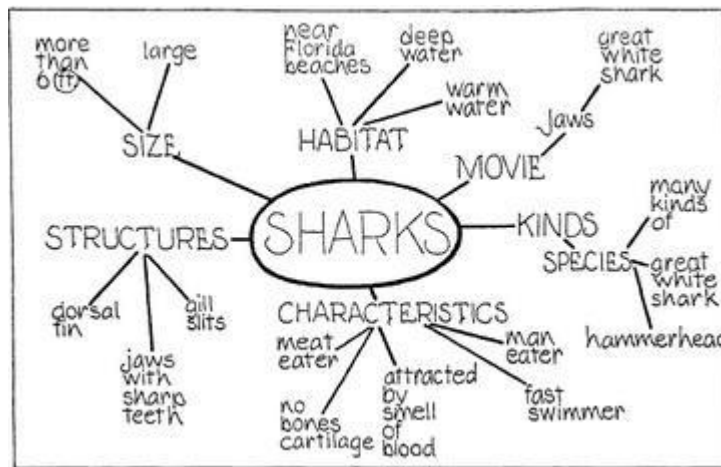 more
than
6 ft.
large
near
Florida
beaches
deep
water
warm
water
great
white
shark
Jaws
SIZE
HABITAT
MOVIE
STRUCTURES
SHARKS
KINDS
SPECIES
many
kinds
of
great
white
shark
hammerhead
dorsal
fin
jaws
with
sharp
teeth
gill
slits
CHARACTERISTICS
meat
eater
no
bones
cartilage
attracted
by
smell
of
blood
man
eater
fast
swimmer